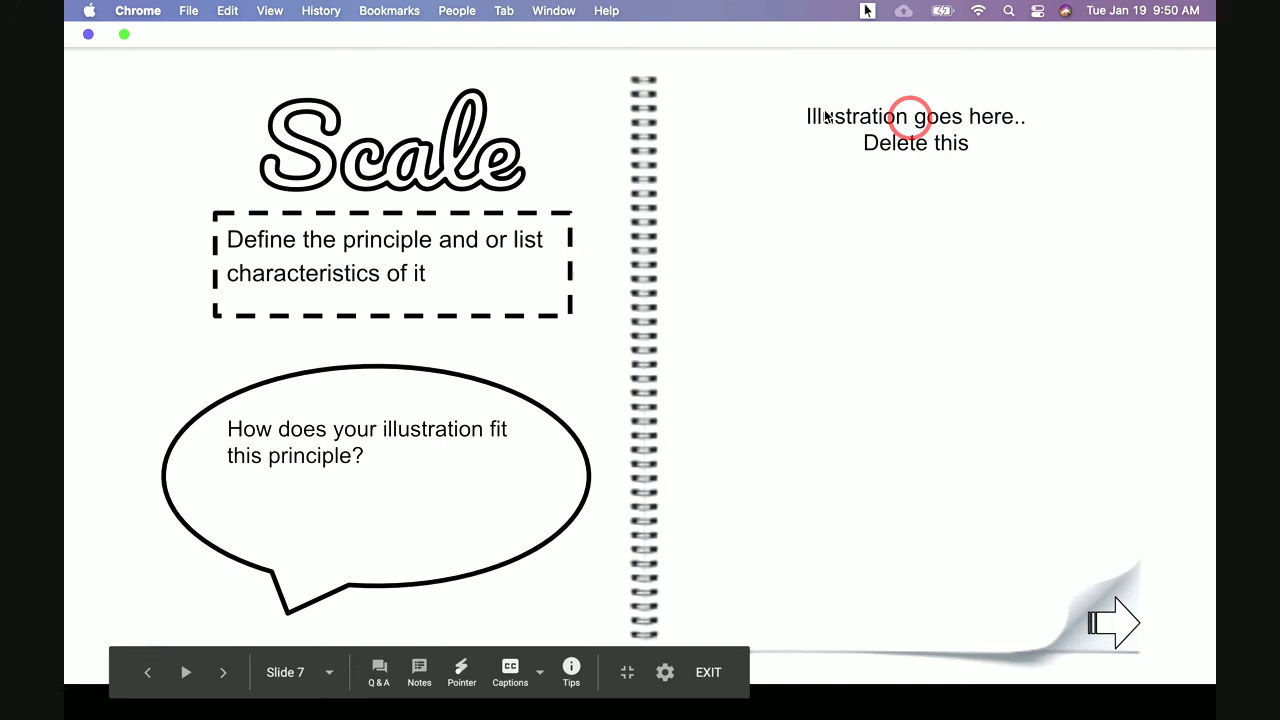 Chrome File Edit View History Bookmarks People Tab Window Help Tue Jan 19 9:50 AM
Scale
Define the principle and or list
characteristics of it
How does your illustration fit
this principle?
Illustration goes here..
Delete this
Slide 7 Q & A Notes Pointer CC Captions Tips EXIT